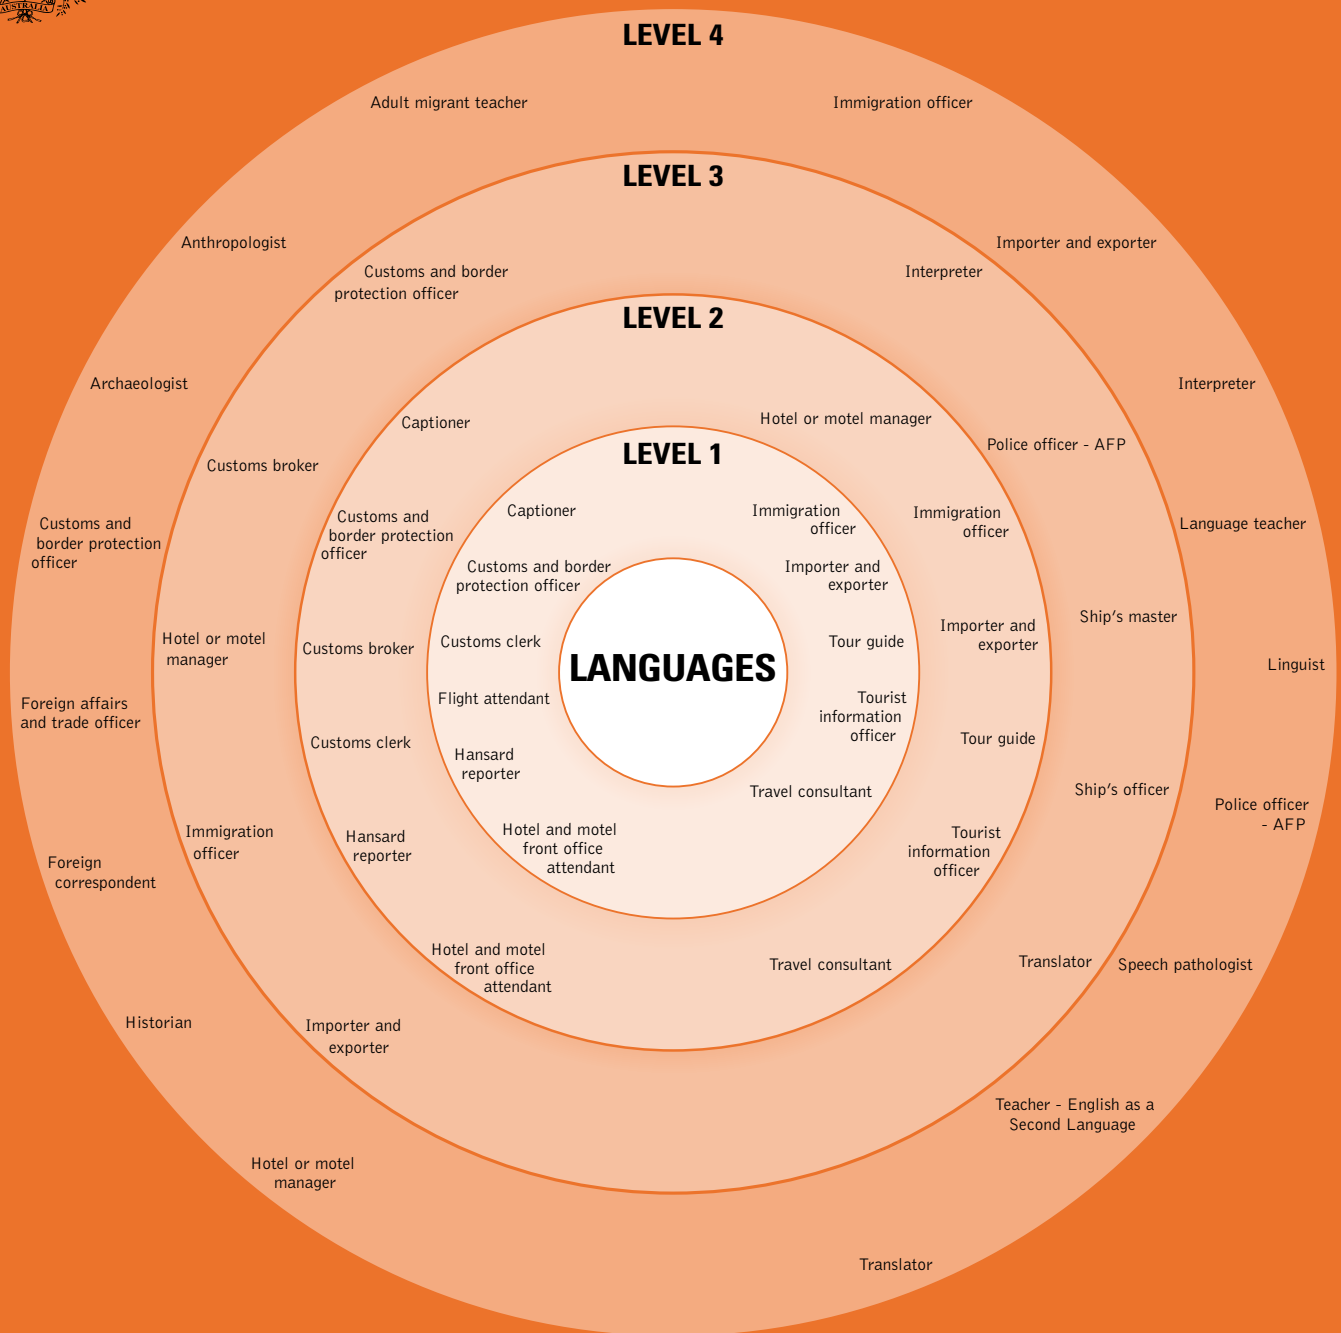 AUSTRALIA
LEVEL 4
Adult migrant teacher
Immigration officer
Anthropologist
Importer and exporter
Archaeologist
Interpreter
Customs and
border protection
officer
Language teacher
Linguist
Foreign affairs
and trade officer
Police officer
- AFP
Foreign
correspondent
Speech pathologist
Historian
Teacher - English as a
Second Language
Hotel or motel
manager
Translator
LEVEL 3
Customs and border
protection officer
Interpreter
Customs broker
Police officer - AFP
Hotel or motel
manager
Ship's master
Immigration
officer
Ship's officer
Importer and
exporter
Translator
LEVEL 2
Captioner
Hotel or motel manager
Customs and
border protection
officer
Immigration
officer
Customs broker
Importer and
exporter
Customs clerk
Tour guide
Hansard
reporter
Tourist
information
officer
Hotel and motel
front office
attendant
Travel consultant
LEVEL 1
Captioner
Immigration
officer
Customs and border
protection officer
Importer and
exporter
Customs clerk
Tour guide
Flight attendant
Tourist
information
officer
Hansard
reporter
Travel consultant
Hotel and motel
front office
attendant
LANGUAGES